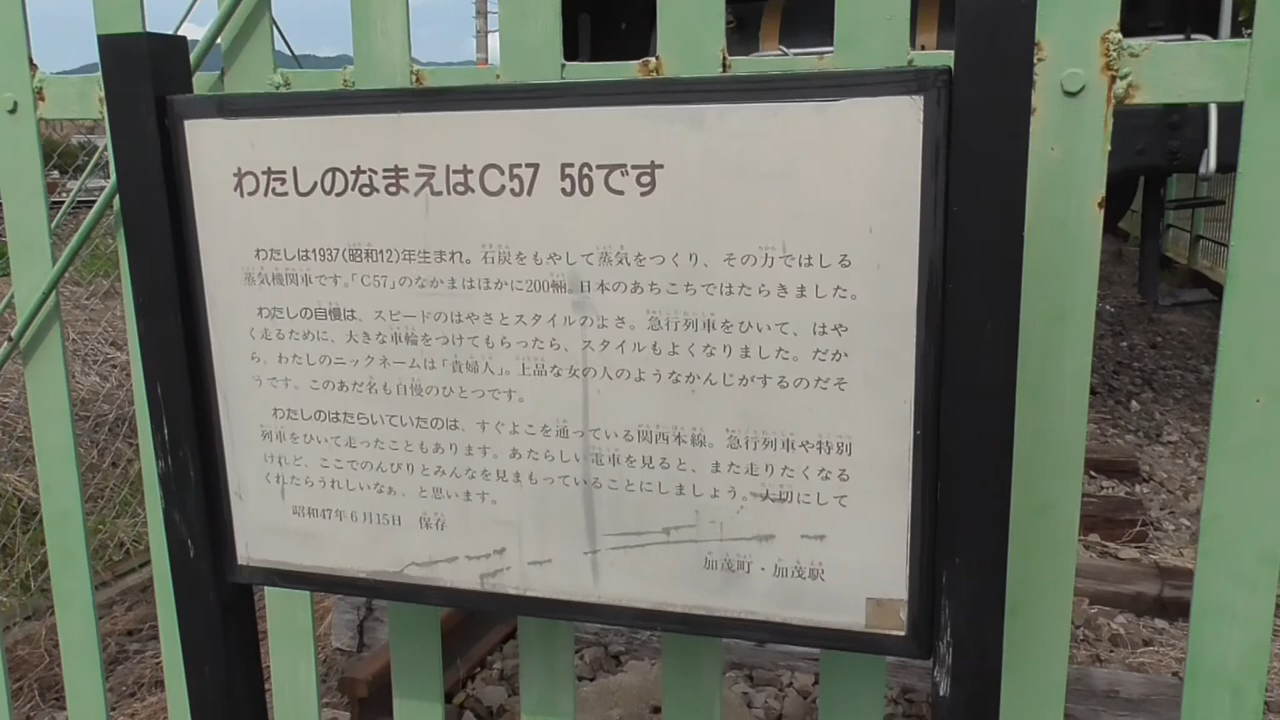 わたしのなまえはC57 56です
わたしは1937(昭和12)年生まれ。石炭をもやして蒸気をつくり、その力ではしる
蒸気機関車です。「C57」のなかまはほかに200輛。日本のあちこちではたらきました。
わたしの自慢は、スピードのはやさとスタイルのよさ。急行列車をひいて、はや
く走るために、大きな車輪をつけてもらったら、スタイルもよくなりました。だか
ら、わたしのニックネームは「貴婦人」。上品な女の人のようなかんじがするのだそ
うです。このあだ名も自慢のひとつです。
わたしのはたらいていたのは、すぐよこを通っている関西本線。急行列車や特別
列車をひいて走ったこともあります。あたらしい電車を見ると、また走りたくなる
けれど、ここでのんびりとみんなを見まもっていることにしましょう。大切にして
くれたらうれしいなぁ、と思います。
昭和47年6月15日 保存
加茂町・加茂駅